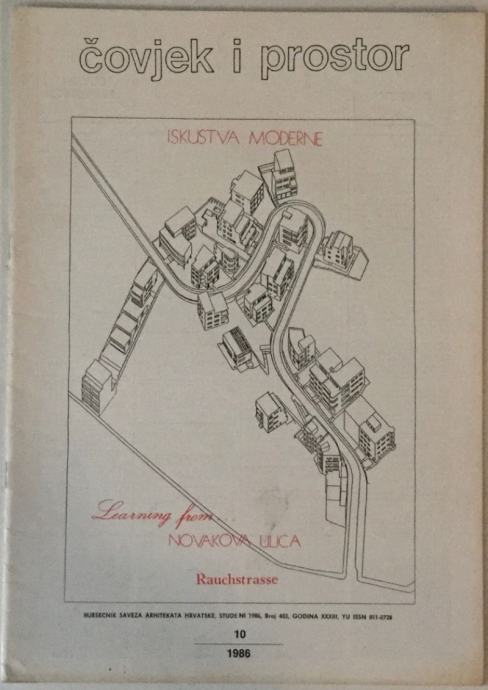 čovjek i prostor
ISKUSTVA MODERNE
Learning from...
NOVAKOVA ULICA
Rauchstrasse
MJESEČNIK SAVEZA ARHITEKATA HRVATSKE, STUDENI 1986, Broj 403, GODINA XXXIII, YU ISSN 011-0728
10
1986